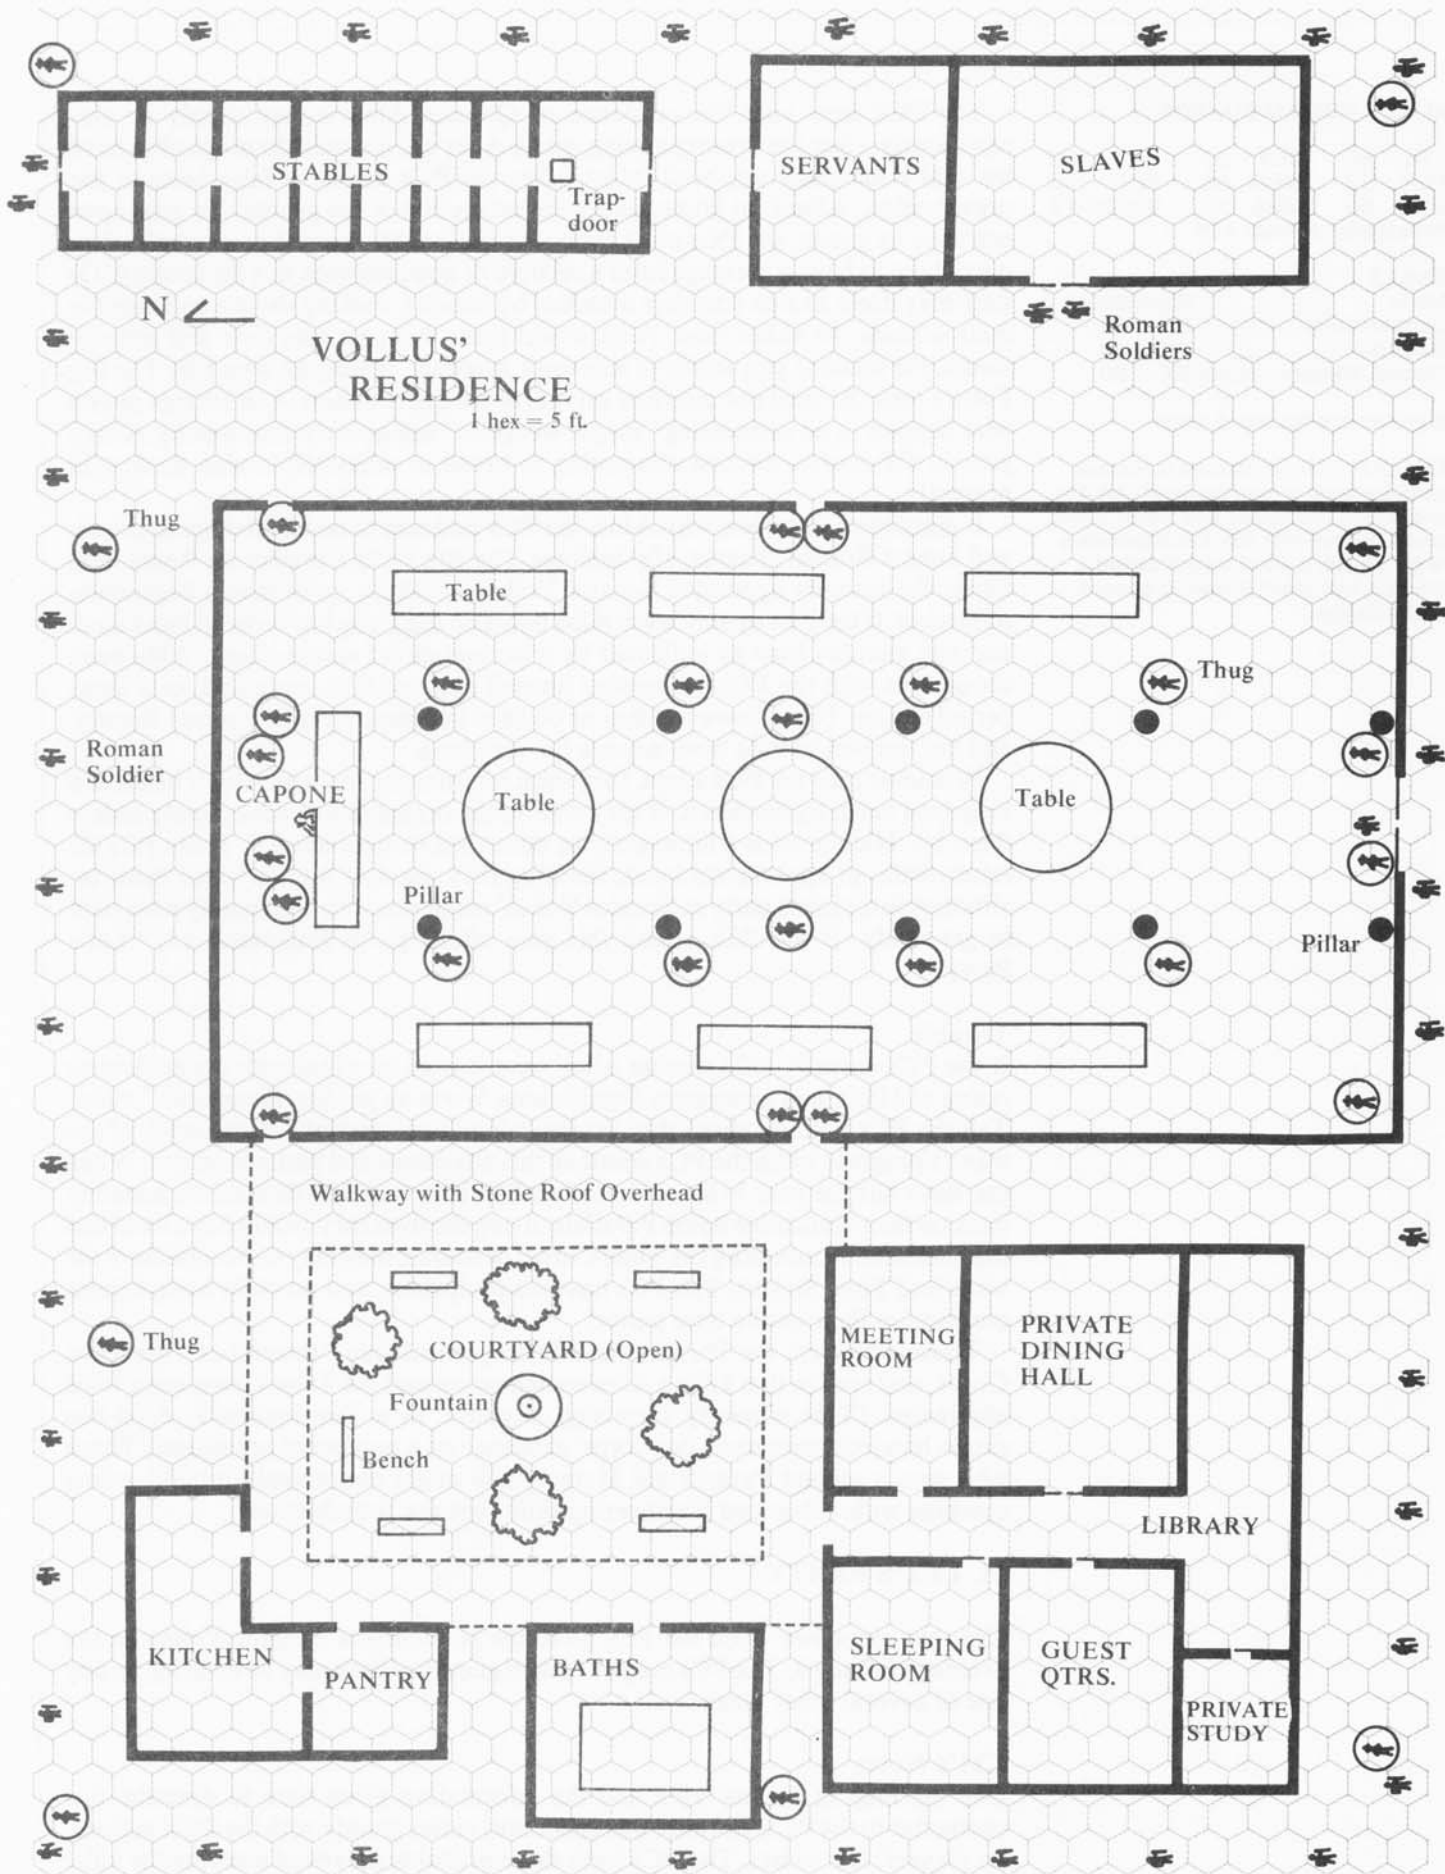 STABLES
Trap-
door
SERVANTS
SLAVES
N
Roman
Soldiers
VOLLUS'
RESIDENCE
1 hex = 5 ft.
Thug
Table
Thug
Roman
Soldier
CAPONE
Table
Table
Pillar
Pillar
Walkway with Stone Roof Overhead
Thug
COURTYARD (Open)
Fountain
Bench
MEETING
ROOM
PRIVATE
DINING
HALL
LIBRARY
KITCHEN
PANTRY
BATHS
SLEEPING
ROOM
GUEST
QTRS.
PRIVATE
STUDY